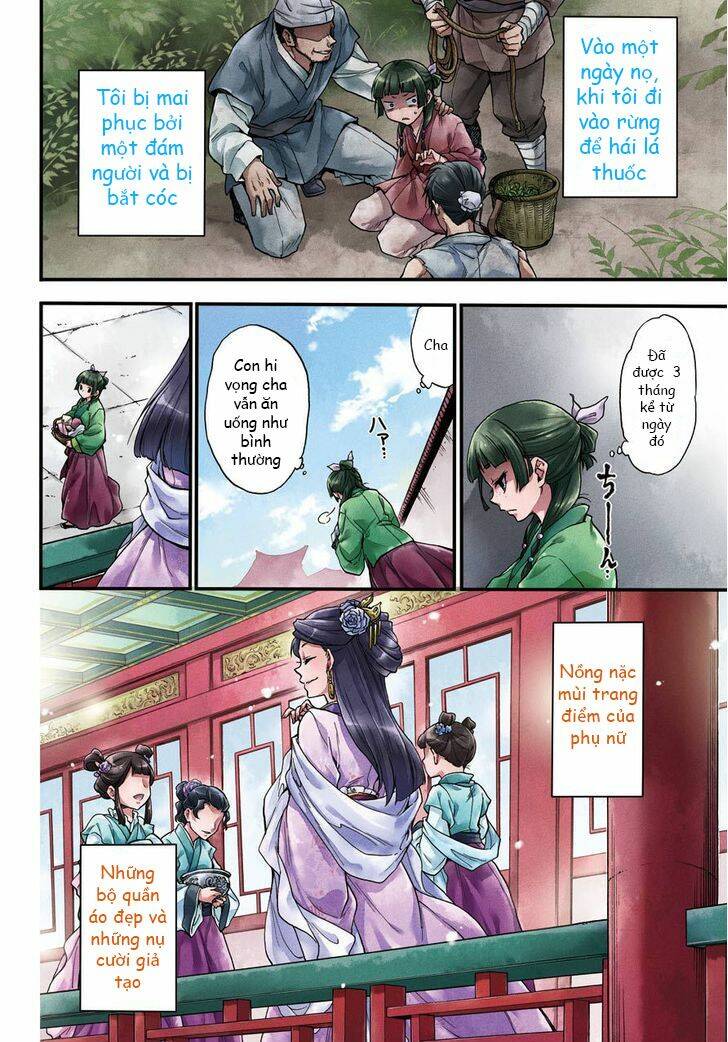 Vào một
ngày nọ,
khi tôi đi
vào rừng
để hái lá
thuốc
Tôi bị mai
phục bởi
một đám
người và bị
bắt cóc
Đã
được 3
tháng
kể từ
ngày
đó
ちーん…
Cha
Con hi
vọng cha
vẫn ăn
uống như
bình
thường
ハァ…
Nồng nặc
mùi trang
điểm của
phụ nữ
Những
bộ quần
áo đẹp và
những nụ
cười giả
tạo